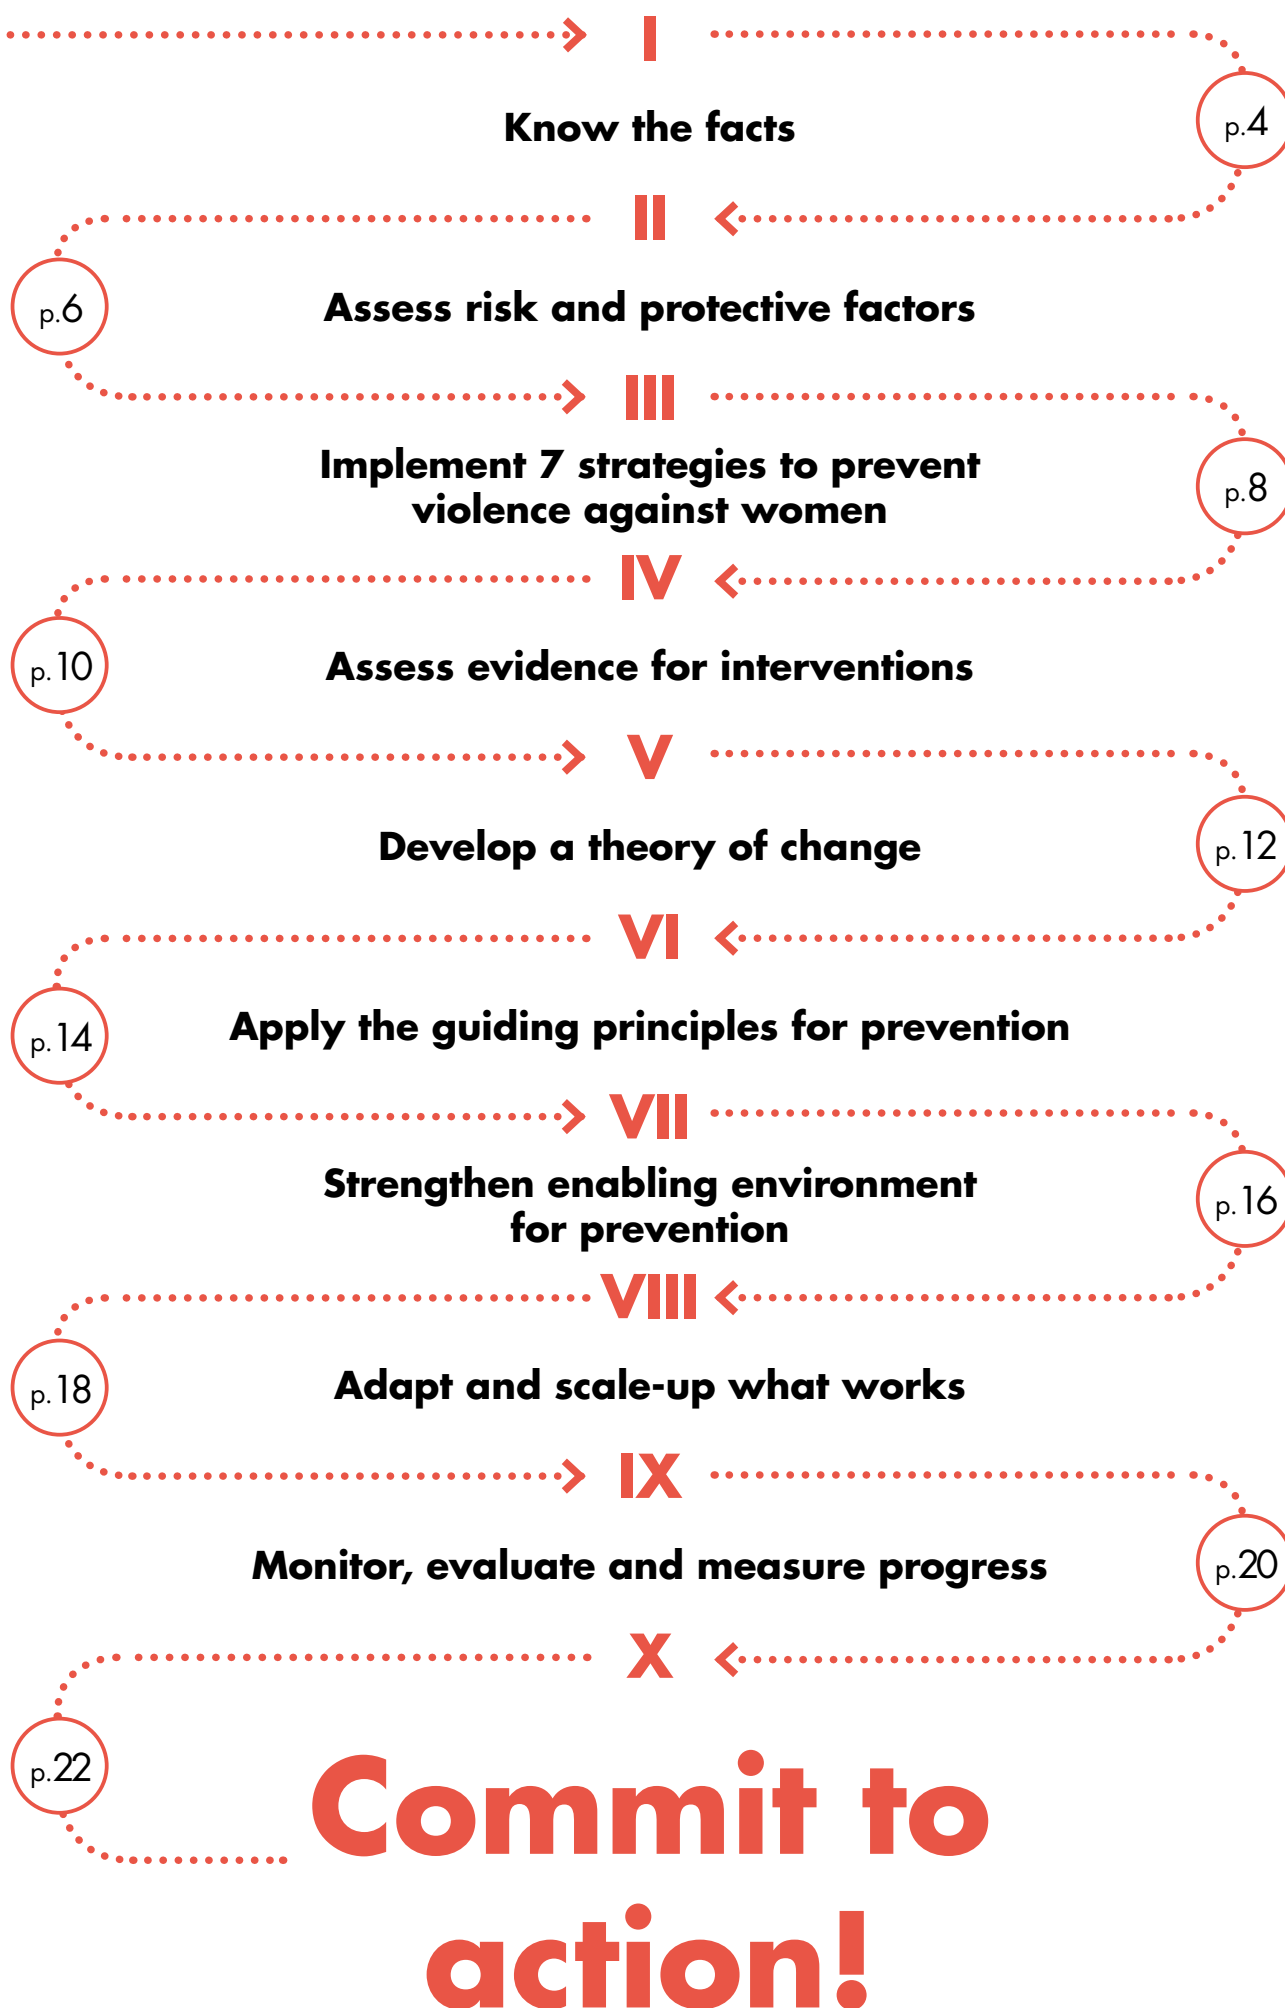 I
Know the facts
p.4
II
Assess risk and protective factors
p.6
III
Implement 7 strategies to prevent
violence against women
p.8
IV
Assess evidence for interventions
p.10
V
Develop a theory of change
p.12
VI
Apply the guiding principles for prevention
p.14
VII
Strengthen enabling environment
for prevention
p.16
VIII
Adapt and scale-up what works
p.18
IX
Monitor, evaluate and measure progress
p.20
X
Commit to
action!
p.22